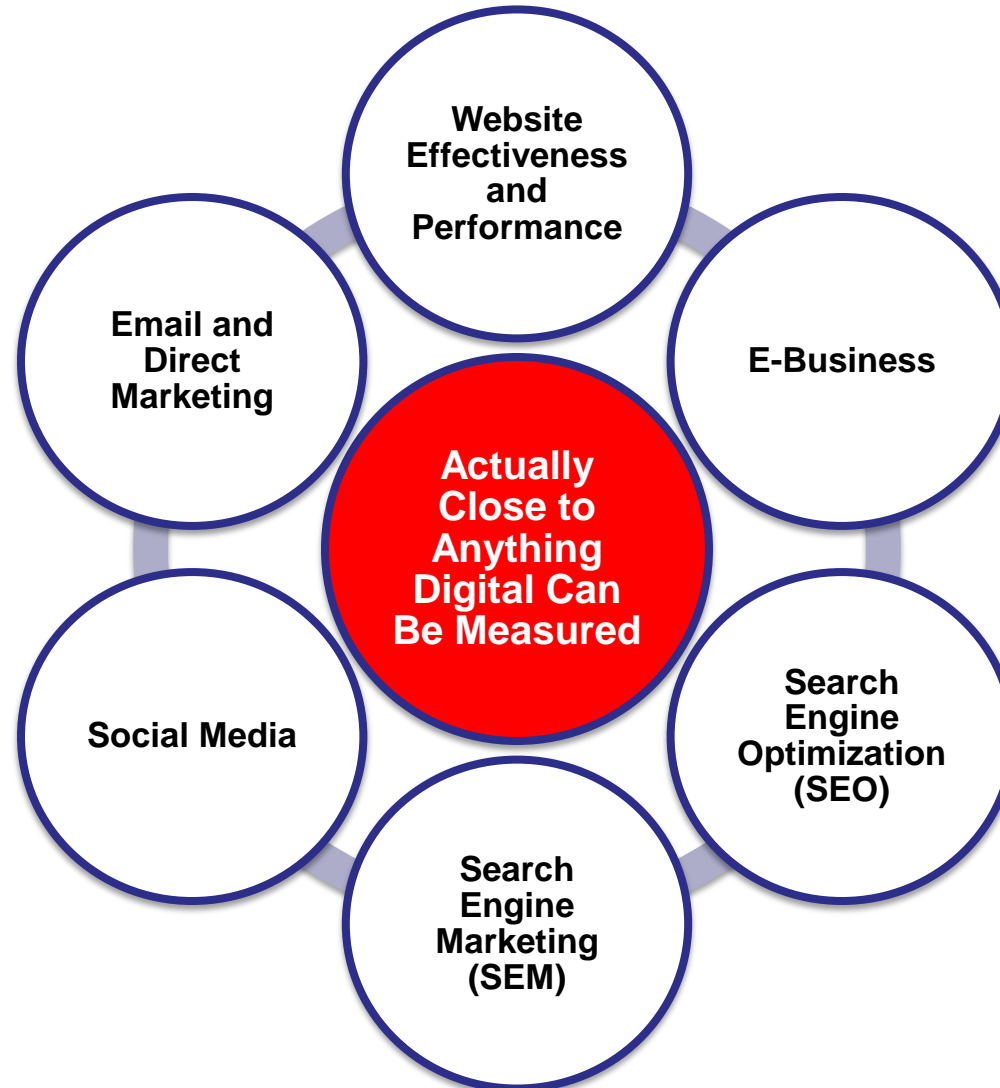 Website
Effectiveness
and
Performance
Email and
Direct
Marketing
E-Business
Actually
Close to
Anything
Digital Can
Be Measured
Social Media
Search
Engine
Optimization
(SEO)
Search
Engine
Marketing
(SEM)